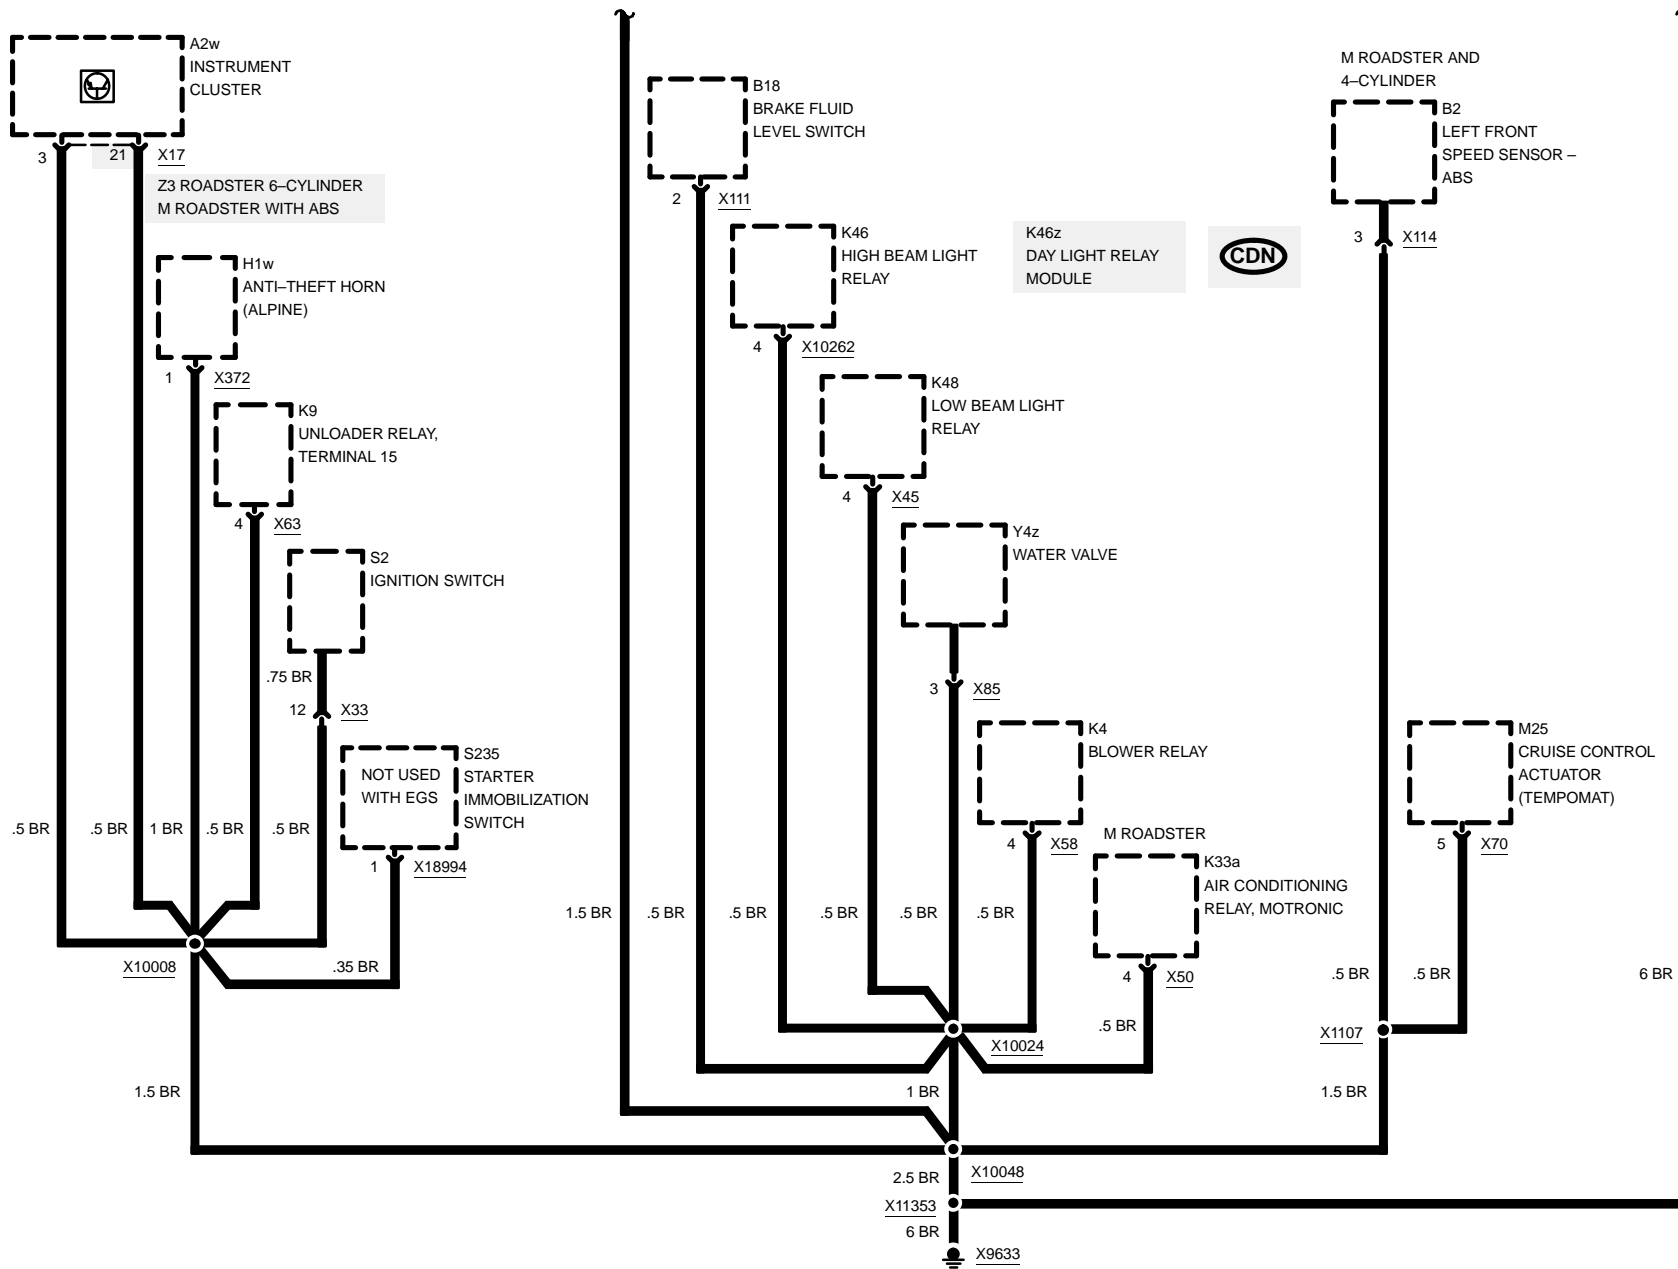 A2w
INSTRUMENT
CLUSTER
3
21
X17
Z3 ROADSTER 6–CYLINDER
M ROADSTER WITH ABS
H1w
ANTI–THEFT HORN
(ALPINE)
1
X372
K9
UNLOADER RELAY,
TERMINAL 15
4
X63
S2
IGNITION SWITCH
.75 BR
12
X33
S235
STARTER
IMMOBILIZATION
SWITCH
NOT USED
WITH EGS
1
X18994
.5 BR
.5 BR
1 BR
.5 BR
.5 BR
X10008
.35 BR
1.5 BR
B18
BRAKE FLUID
LEVEL SWITCH
2
X111
K46
HIGH BEAM LIGHT
RELAY
4
X10262
K46z
DAY LIGHT RELAY
MODULE
CDN
K48
LOW BEAM LIGHT
RELAY
4
X45
Y4z
WATER VALVE
3
X85
K4
BLOWER RELAY
4
X58
M ROADSTER
K33a
AIR CONDITIONING
RELAY, MOTRONIC
4
X50
1.5 BR
.5 BR
.5 BR
.5 BR
.5 BR
.5 BR
.5 BR
X10024
1 BR
M ROADSTER AND
4–CYLINDER
B2
LEFT FRONT
SPEED SENSOR –
ABS
3
X114
M25
CRUISE CONTROL
ACTUATOR
(TEMPOMAT)
5
X70
.5 BR
.5 BR
6 BR
X1107
1.5 BR
X10048
2.5 BR
X11353
6 BR
X9633